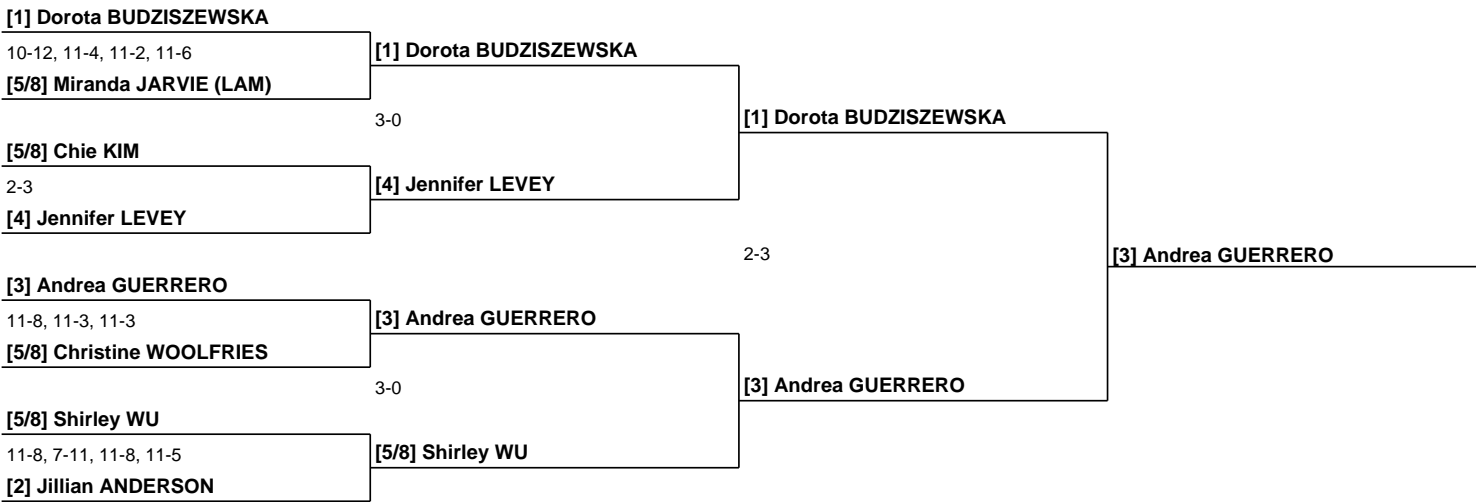 [1] Dorota BUDZISZEWSKA
10-12, 11-4, 11-2, 11-6
[5/8] Miranda JARVIE (LAM)
[5/8] Chie KIM
2-3
[4] Jennifer LEVEY
[3] Andrea GUERRERO
11-8, 11-3, 11-3
[5/8] Christine WOOLFRIES
[5/8] Shirley WU
11-8, 7-11, 11-8, 11-5
[2] Jillian ANDERSON
[1] Dorota BUDZISZEWSKA
3-0
[4] Jennifer LEVEY
[3] Andrea GUERRERO
3-0
[5/8] Shirley WU
[1] Dorota BUDZISZEWSKA
2-3
[3] Andrea GUERRERO
[3] Andrea GUERRERO